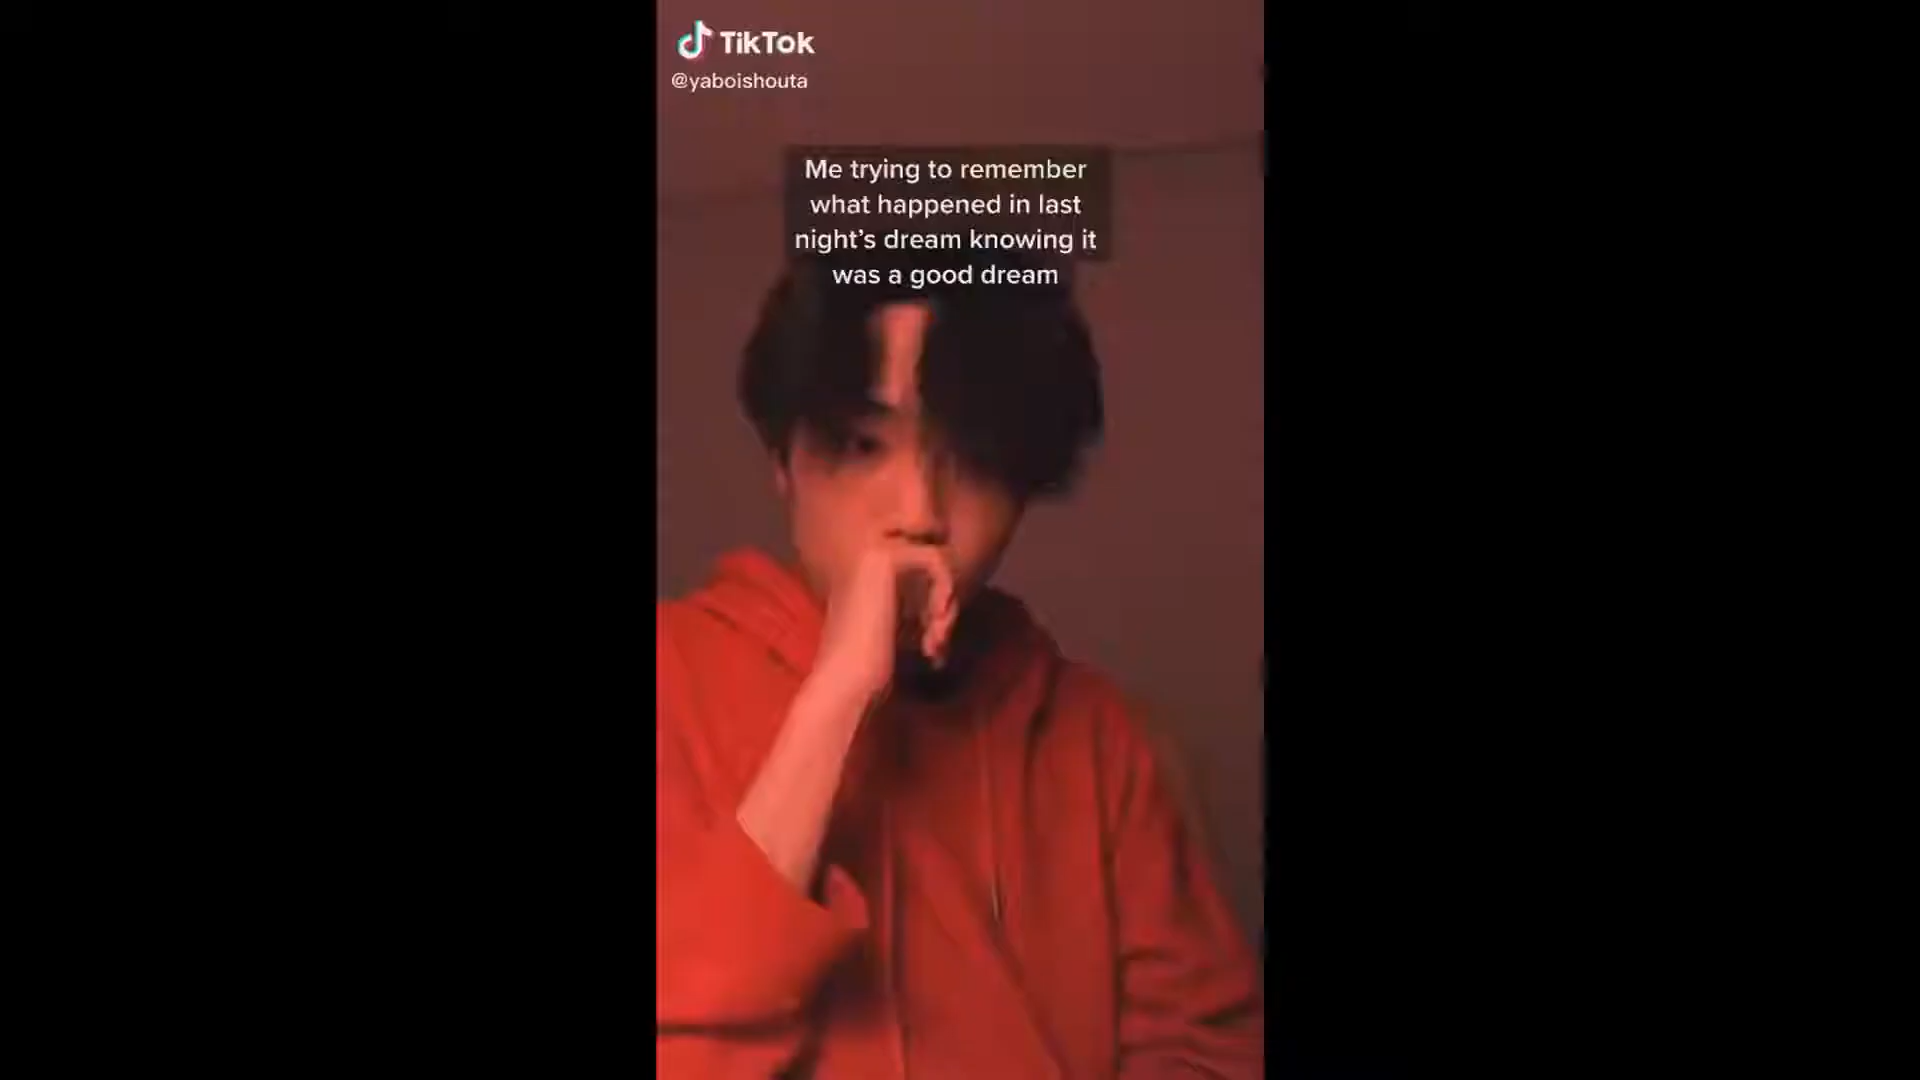 TikTok
@yaboishouta
Me trying to remember
what happened in last
night's dream knowing it
was a good dream